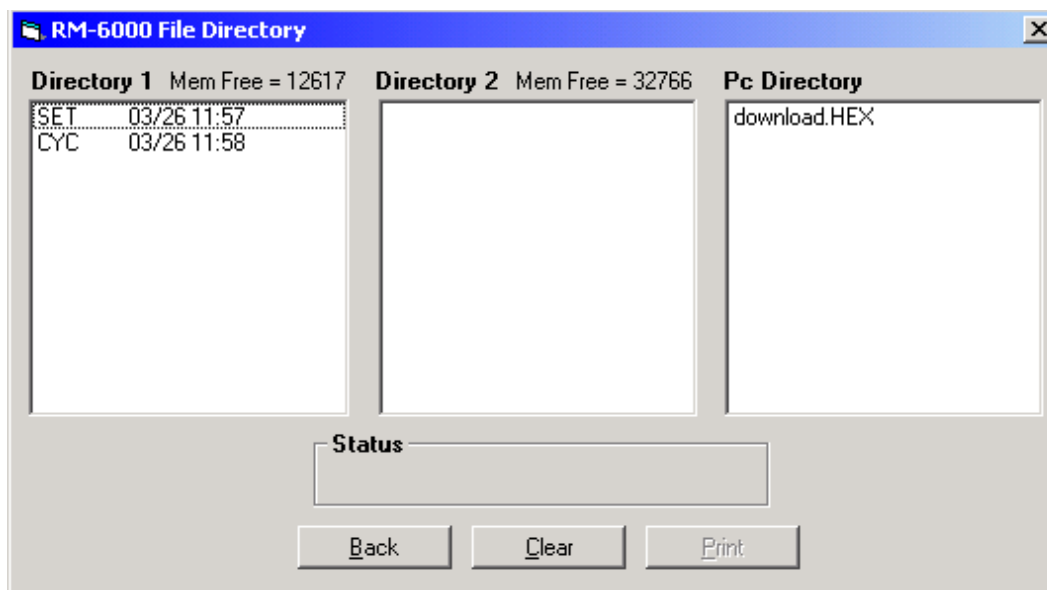 RM-6000 File Directory
Directory 1 Mem Free = 12617
SET 03/26 11:57
CYC 03/26 11:58
Directory 2 Mem Free = 32766
Pc Directory
download.HEX
Status
Back
Clear
Print